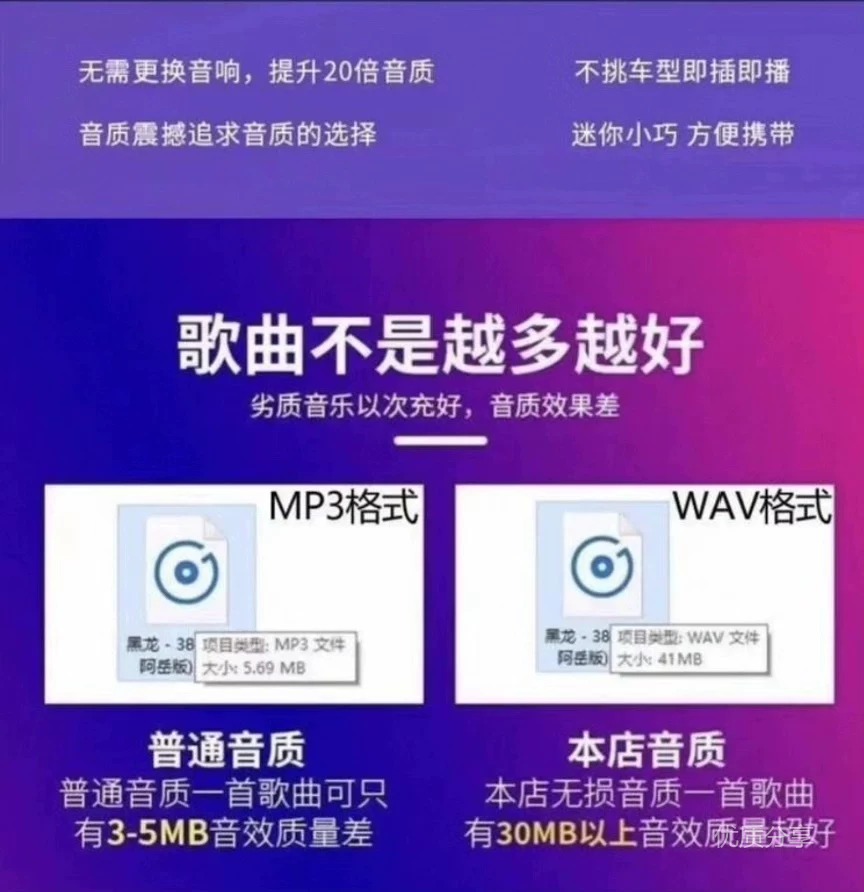 无需更换音响，提升20倍音质
不挑车型即插即播
音质震撼追求音质的选择
迷你小巧 方便携带
歌曲不是越多越好
劣质音乐以次充好，音质效果差
MP3格式
黑龙 - 38
阿岳版)
项目类型: MP3 文件
大小: 5.69 MB
WAV格式
黑龙 - 38
阿岳版)
项目类型: WAV 文件
大小: 41MB
普通音质
普通音质一首歌曲可只
有3-5MB音效质量差
本店音质
本店无损音质一首歌曲
有30MB以上音效质量超好
优质分享